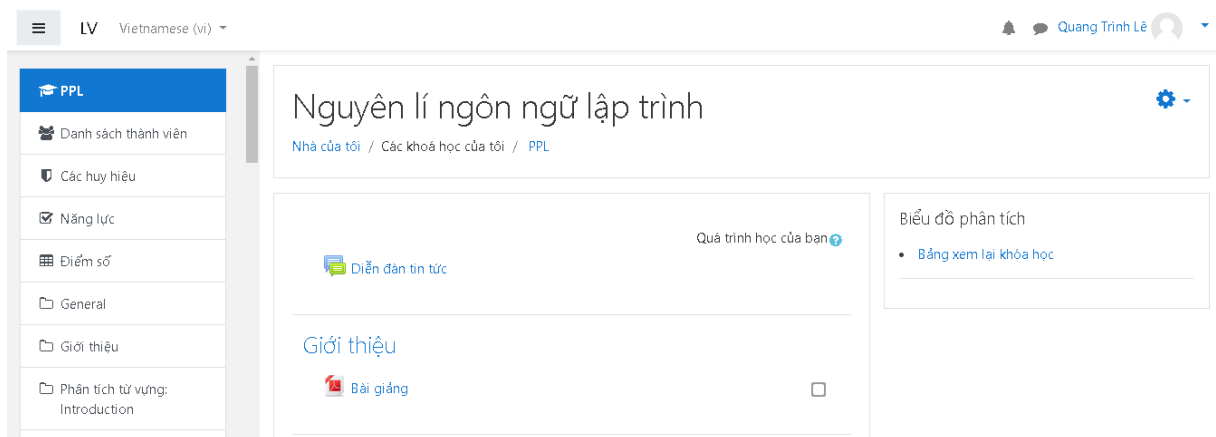 LV Vietnamese (vi)
Quang Trình Lê
PPL
Danh sách thành viên
Các huy hiệu
Năng lực
Điểm số
General
Giới thiệu
Phân tích từ vựng:
Introduction
Nguyên lí ngôn ngữ lập trình
Nhà của tôi / Các khoá học của tôi / PPL
Quá trình học của bạn
Diễn đàn tin tức
Giới thiệu
Bài giảng
Biểu đồ phân tích
Bảng xem lại khóa học